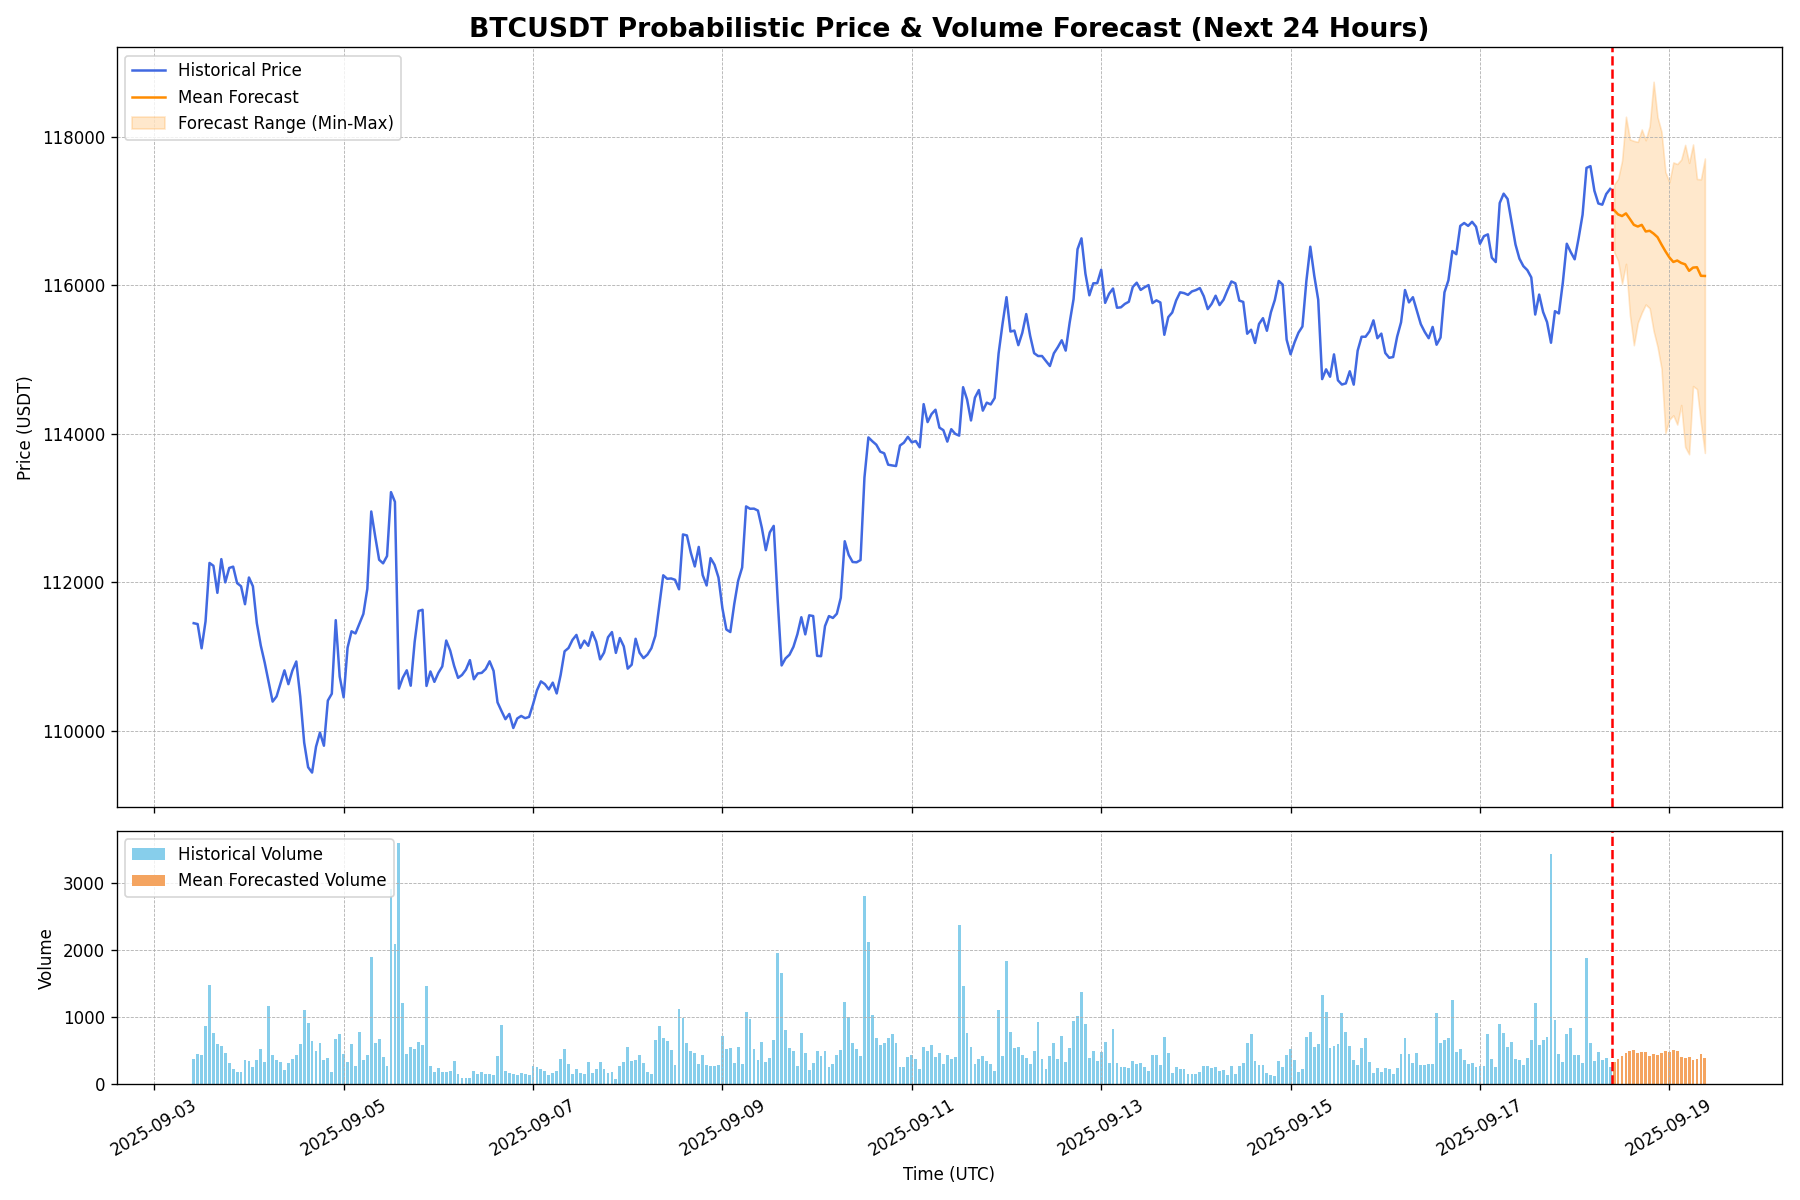 BTCUSDT Probabilistic Price & Volume Forecast (Next 24 Hours)
Historical Price
Mean Forecast
Forecast Range (Min-Max)
118000
116000
114000
112000
110000
Price (USDT)
Historical Volume
Mean Forecasted Volume
3000
2000
1000
0
Volume
2025-09-03
2025-09-05
2025-09-07
2025-09-09
2025-09-11
2025-09-13
2025-09-15
2025-09-17
2025-09-19
Time (UTC)